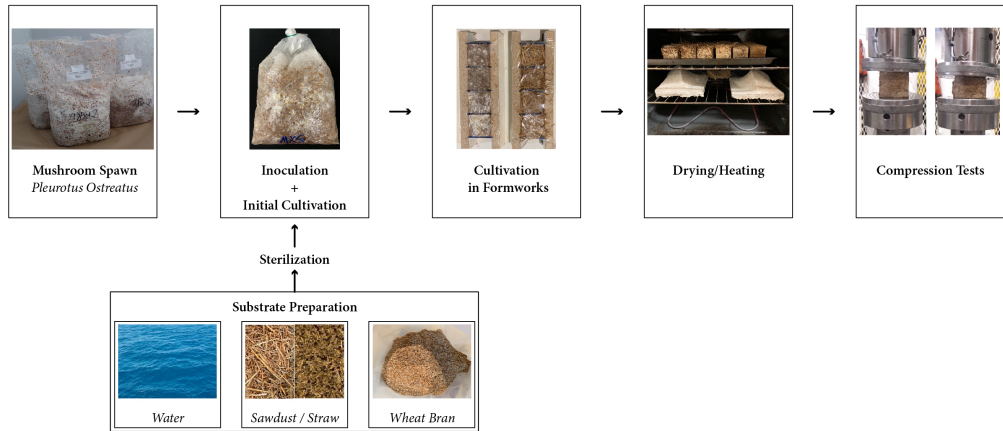 Mushroom Spawn
Pleurotus Ostreatus
Inoculation
+
Initial Cultivation
Cultivation
in Formworks
Drying/Heating
Compression Tests
Sterilization
Substrate Preparation
Water
Sawdust / Straw
Wheat Bran